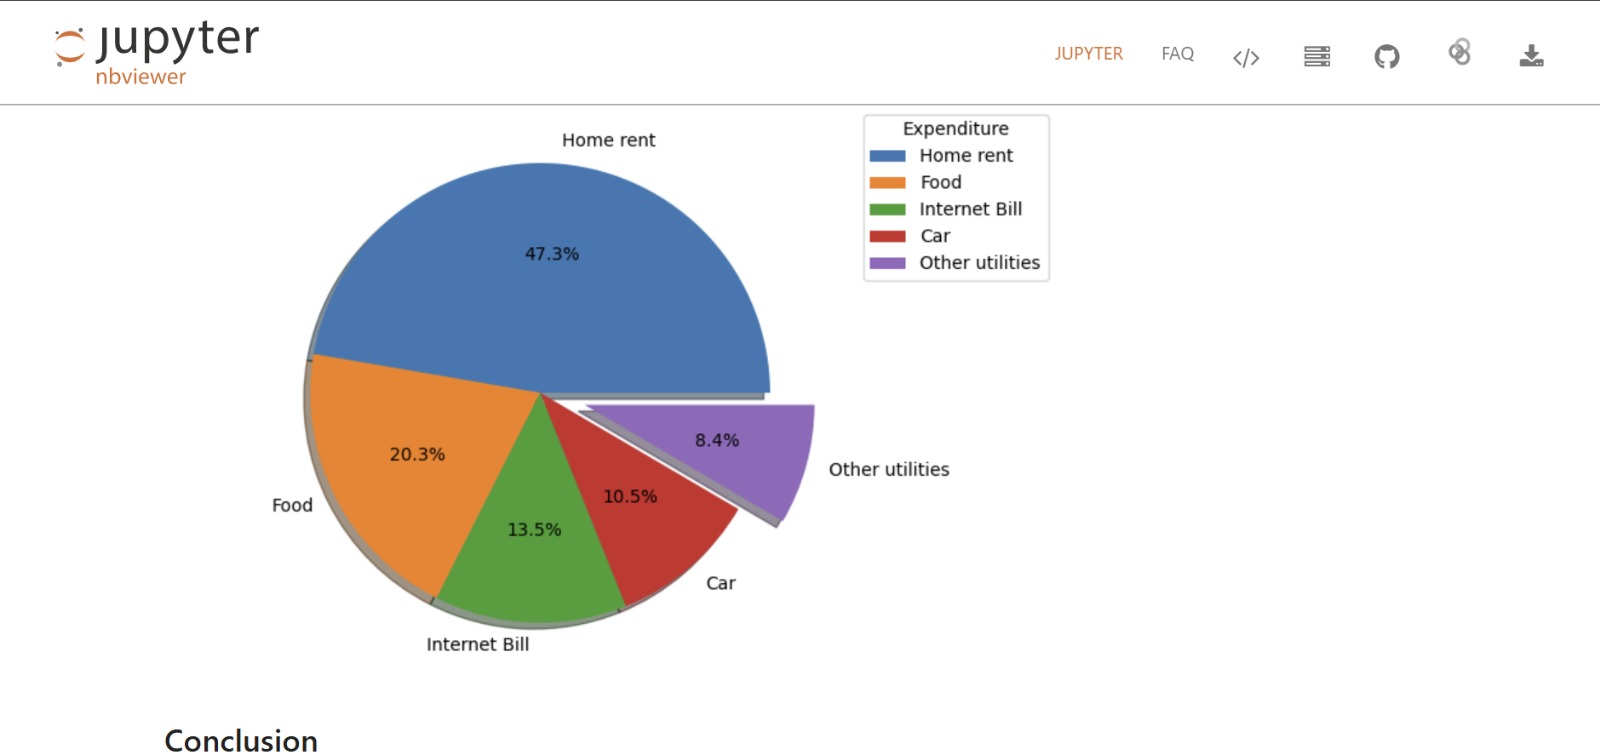 jupyter
nbviewer
JUPYTER
FAQ
</>
Home rent
47.3%
20.3%
13.5%
10.5%
8.4%
Other utilities
Food
Car
Internet Bill
Expenditure
Home rent
Food
Internet Bill
Car
Other utilities
Conclusion